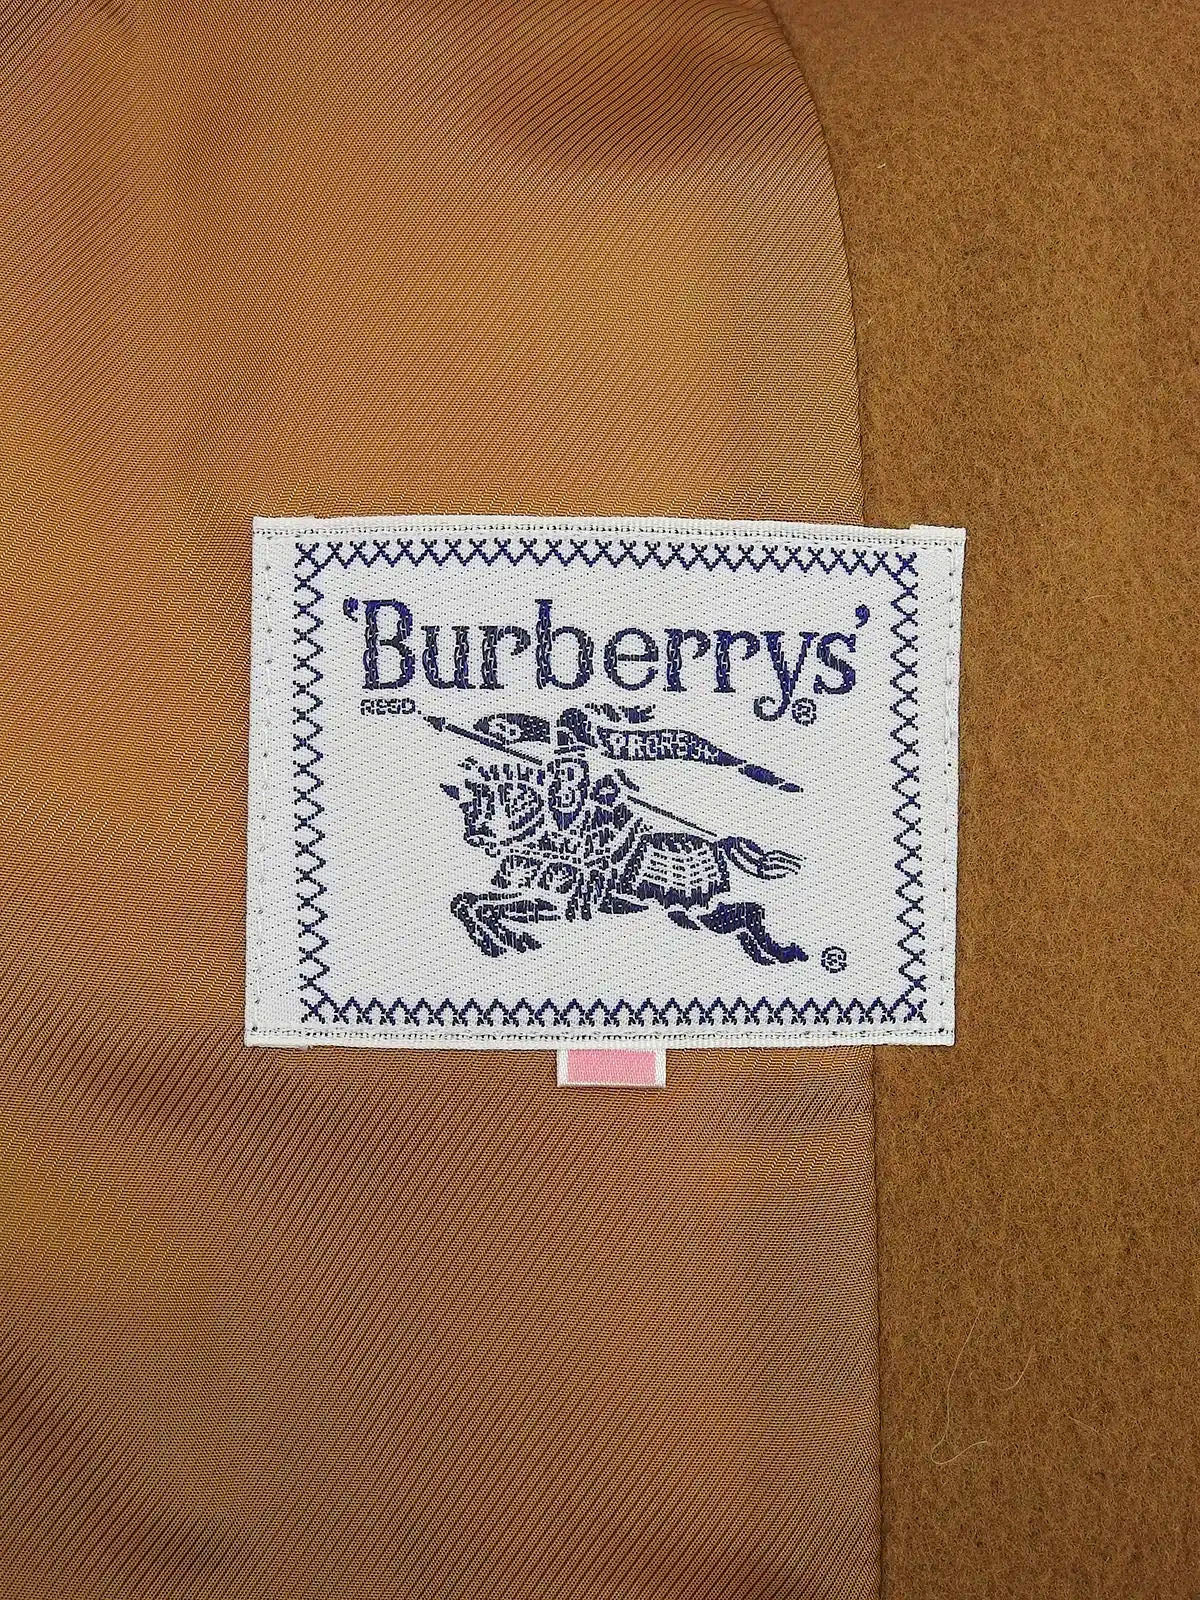 'Burberrys'
REGD.
®
PRORSUM
®